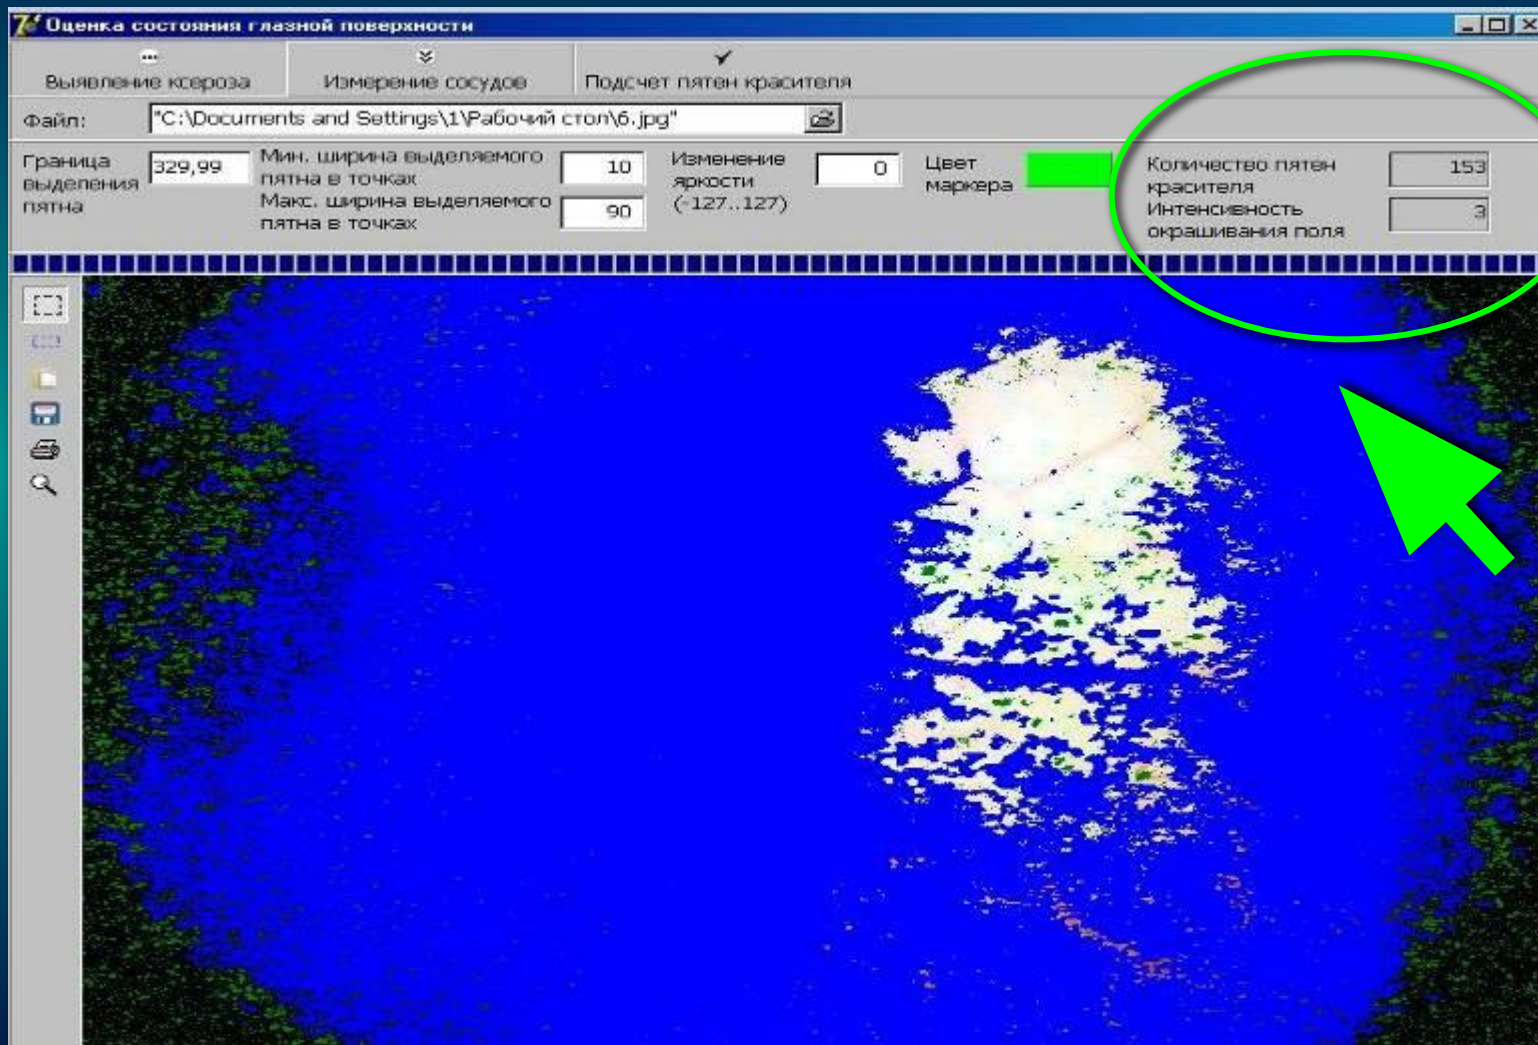 Оценка состояния глазной поверхности
Выявление ксероза
Измерение сосудов
Подсчет пятен красителя
Файл:
"C:\Documents and Settings\1\Рабочий стол\6.jpg"
Граница
выделения
пятна
329,99
Мин. ширина выделяемого
пятна в точках
10
Макс. ширина выделяемого
пятна в точках
90
Изменение
яркости
(-127..127)
0
Цвет
маркера
Количество пятен
красителя
153
Интенсивность
окрашивания поля
3